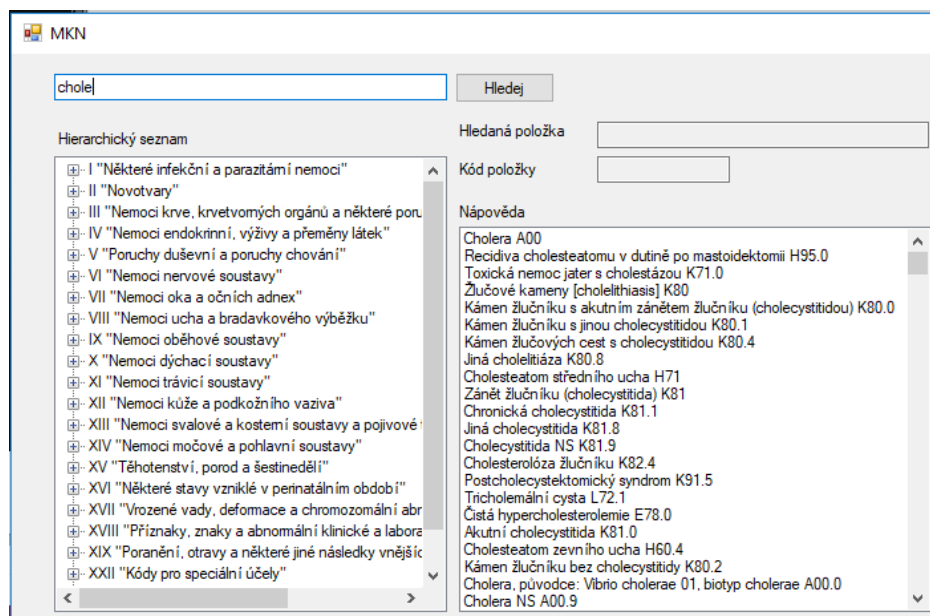 MKN
chole
Hledej
Hierarchický seznam
I "Některé infekční a parazitární nemoci"
II "Novotvary"
III "Nemoci krve, krvetvorných orgánů a některé poru
IV "Nemoci endokrinní, výživy a přeměny látek"
V "Poruchy duševní a poruchy chování"
VI "Nemoci nervové soustavy"
VII "Nemoci oka a očních adnex"
VIII "Nemoci ucha a bradavkového výběžku"
IX "Nemoci oběhové soustavy"
X "Nemoci dýchací soustavy"
XI "Nemoci trávicí soustavy"
XII "Nemoci kůže a podkožního vaziva"
XIII "Nemoci svalové a kosterní soustavy a pojivové t
XIV "Nemoci močové a pohlavní soustavy"
XV "Těhotenství, porod a šestinedělí"
XVI "Některé stavy vzniklé v perinatálním období"
XVII "Vrozené vady, deformace a chromozomální abr
XVIII "Příznaky, znaky a abnormální klinické a labora
XIX "Poranění, otravy a některé jiné následky vnějšíc
XXII "Kódy pro speciální účely"
Hledaná položka
Kód položky
Nápověda
Cholera A00
Recidiva cholesteatomu v dutině po mastoidektomii H95.0
Toxická nemoc jater s cholestázou K71.0
Žlučové kameny [cholelithiasis] K80
Kámen žlučníku s akutním zánětem žlučníku (cholecystitidou) K80.0
Kámen žlučníku s jinou cholecystitidou K80.1
Kámen žlučových cest s cholecystitidou K80.4
Jiná cholelitiáza K80.8
Cholesteatom středního ucha H71
Zánět žlučníku (cholecystitida) K81
Chronická cholecystitida K81.1
Jiná cholecystitida K81.8
Cholecystitida NS K81.9
Cholesterolóza žlučníku K82.4
Postcholecystektomický syndrom K91.5
Tricholemální cysta L72.1
Čistá hypercholesterolemie E78.0
Akutní cholecystitida K81.0
Cholesteatom zevního ucha H60.4
Kámen žlučníku bez cholecystitidy K80.2
Cholera, původce: Vibrio cholerae 01, biotyp cholerae A00.0
Cholera NS A00.9